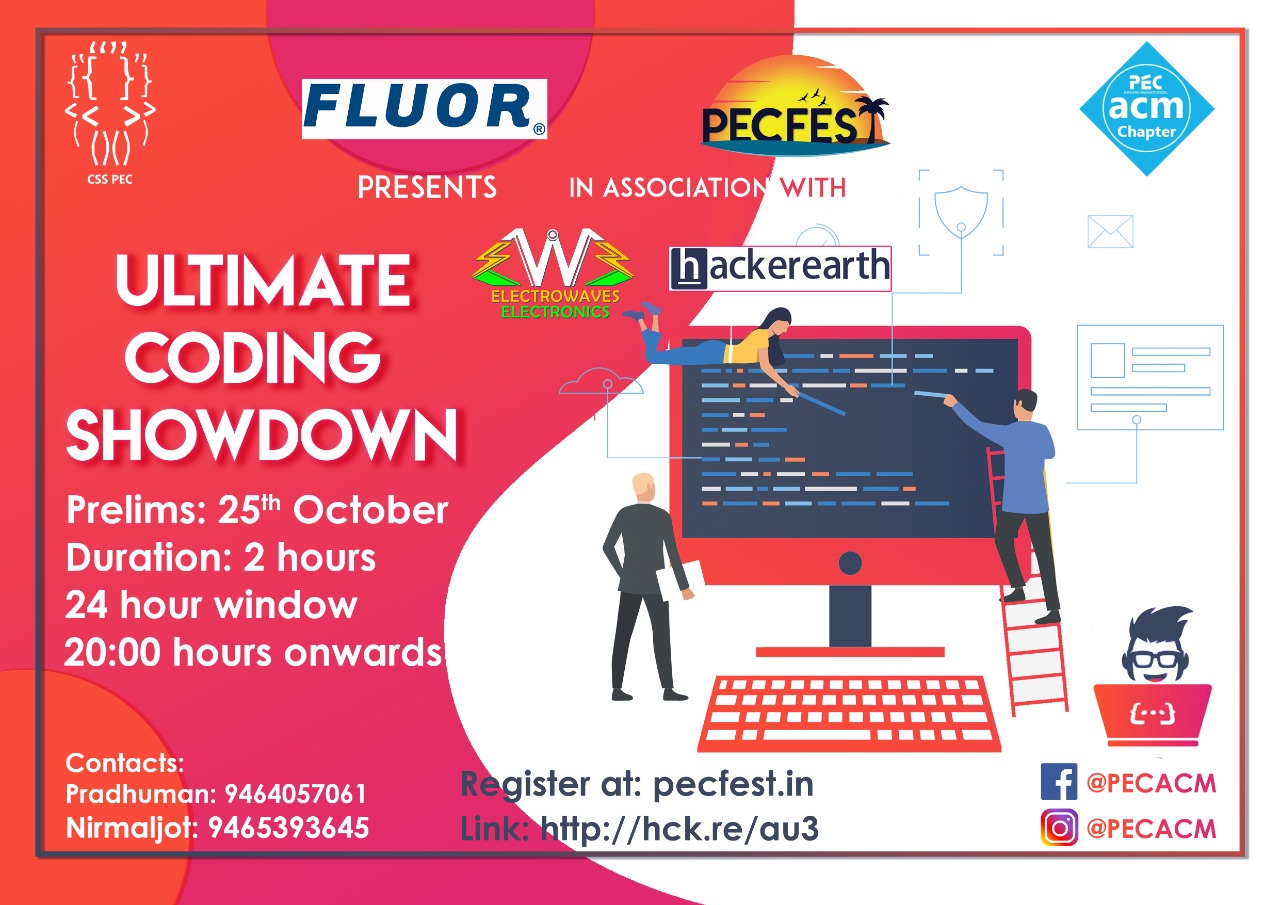 CSS PEC
FLUOR®
PECFEST
PEC
acm
Chapter
PRESENTS
IN ASSOCIATION WITH
ELECTROWAVES
ELECTRONICS
hackerearth
ULTIMATE
CODING
SHOWDOWN
Prelims: 25th October
Duration: 2 hours
24 hour window
20:00 hours onwards
Contacts:
Pradhuman: 9464057061
Nirmaljot: 9465393645
Register at: pecfest.in
Link: http://hck.re/au3
@PECACM
@PECACM